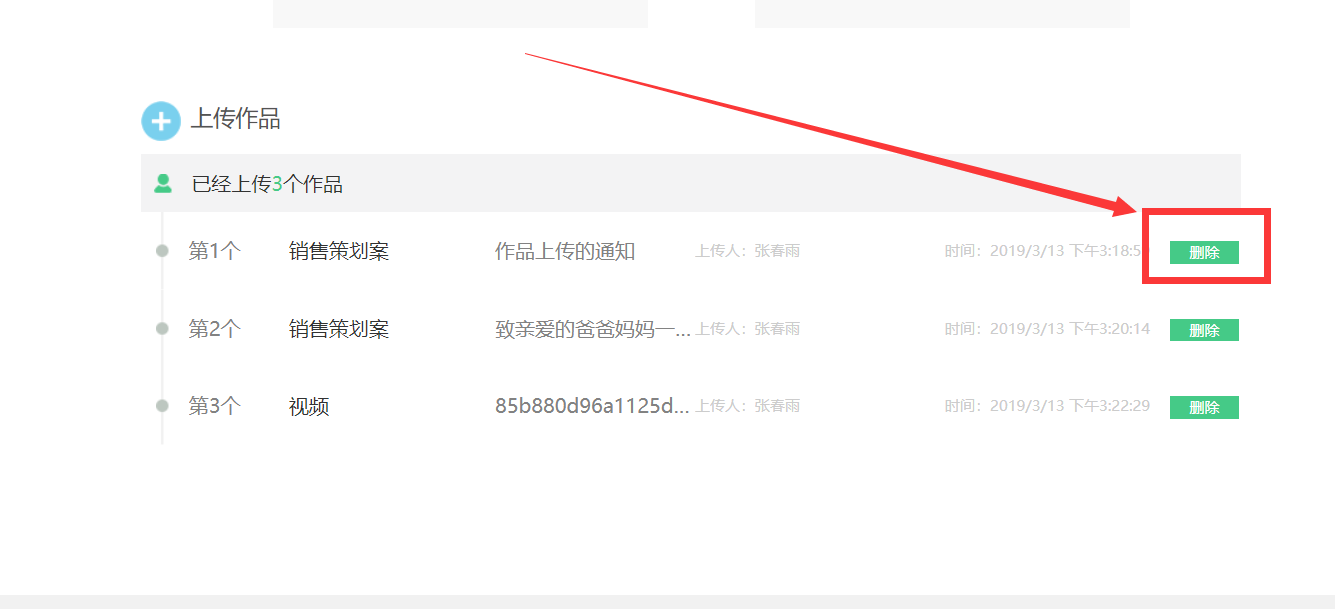 上传作品
已经上传3个作品
第1个 销售策划案 作品上传的通知 上传人：张春雨 时间：2019/3/13 下午3:18:5 删除
第2个 销售策划案 致亲爱的爸爸妈妈一... 上传人：张春雨 时间：2019/3/13 下午3:20:14 删除
第3个 视频 85b880d96a1125d... 上传人：张春雨 时间：2019/3/13 下午3:22:29 删除